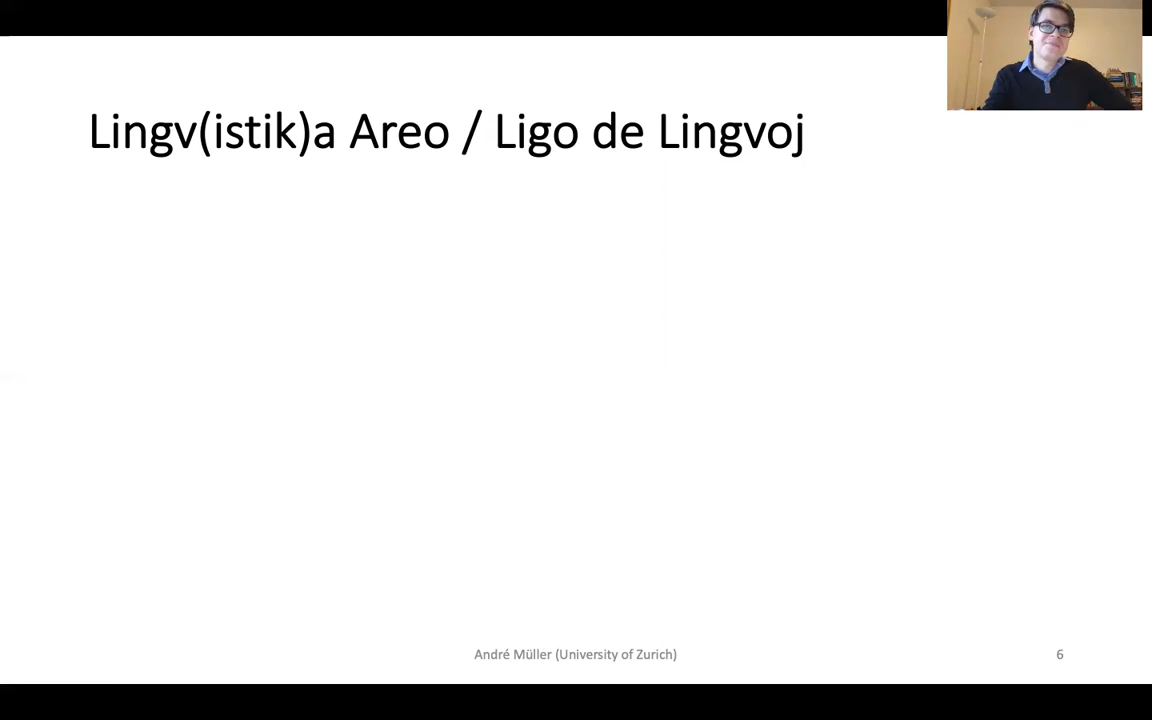 Lingv(istik)a Areo / Ligo de Lingvoj
André Müller (University of Zurich)
6